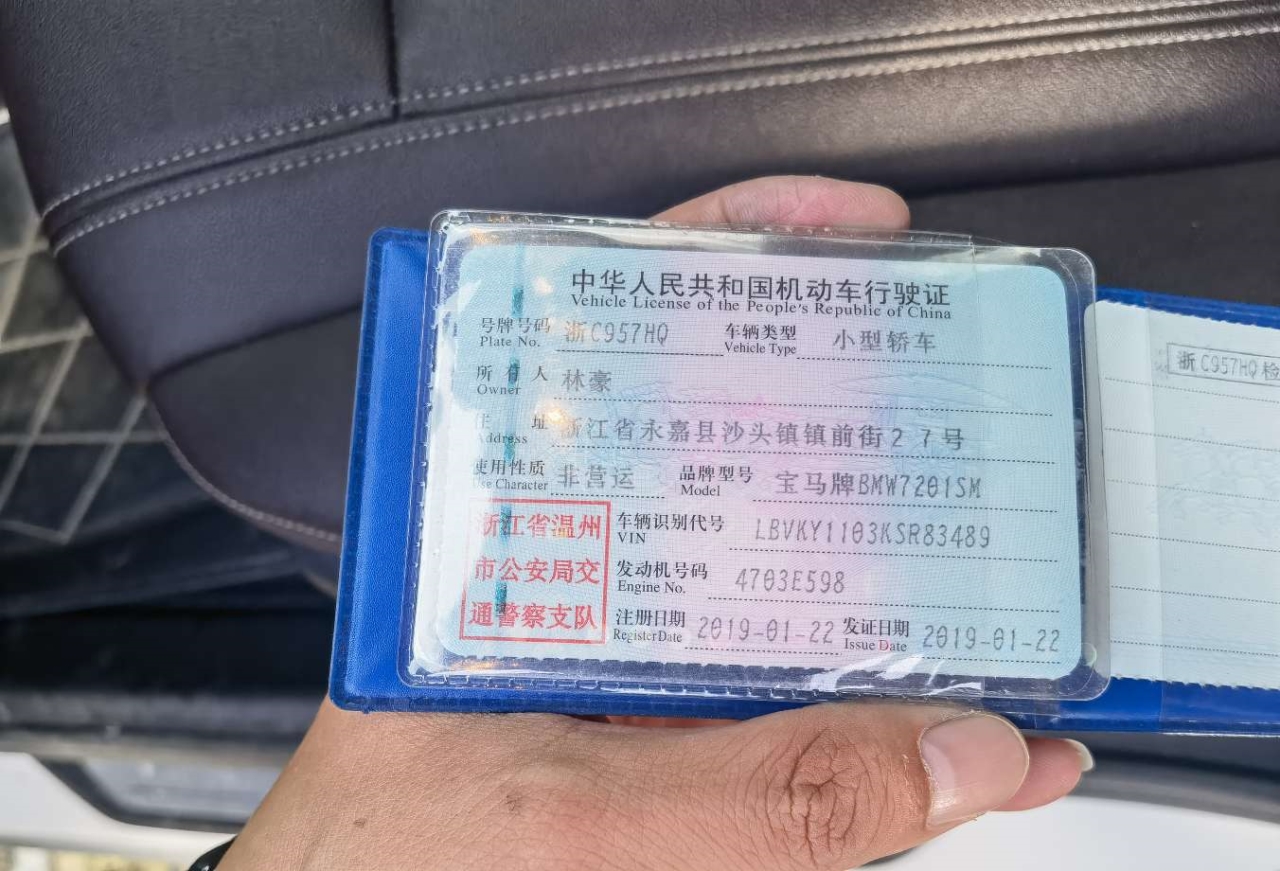 中华人民共和国机动车行驶证
Vehicle License of the People's Republic of China
号牌号码 浙C957HQ 车辆类型 小型轿车
Plate No. Vehicle Type
所有人 林豪
Owner
住址 浙江省永嘉县沙头镇镇前街27号
Address
使用性质 非营运 品牌型号 宝马牌BMW7201SM
Use Character Model
浙江省温州
市公安局交
通警察支队
车辆识别代号 LBVKY1103KSR83489
VIN
发动机号码 4703E598
Engine No.
注册日期 2019-01-22 发证日期 2019-01-22
Register Date Issue Date
浙C957HQ检